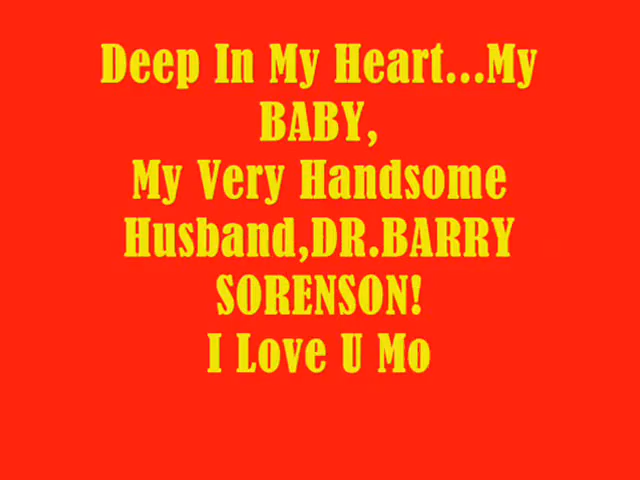 Deep In My Heart...My
BABY,
My Very Handsome
Husband,DR.BARRY
SORENSON!
I Love U Mo